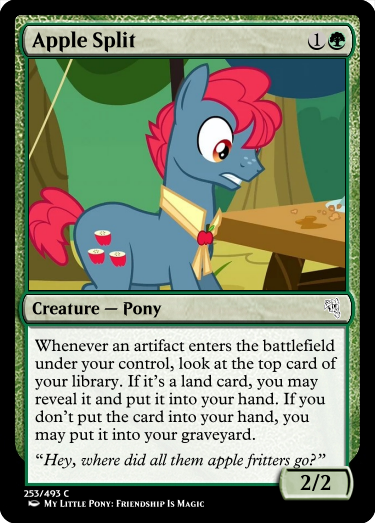 Apple Split
1
Creature — Pony
Whenever an artifact enters the battlefield
under your control, look at the top card of
your library. If it's a land card, you may
reveal it and put it into your hand. If you
don't put the card into your hand, you
may put it into your graveyard.
“Hey, where did all them apple fritters go?”
2/2
253/493 C
My Little Pony: Friendship Is Magic